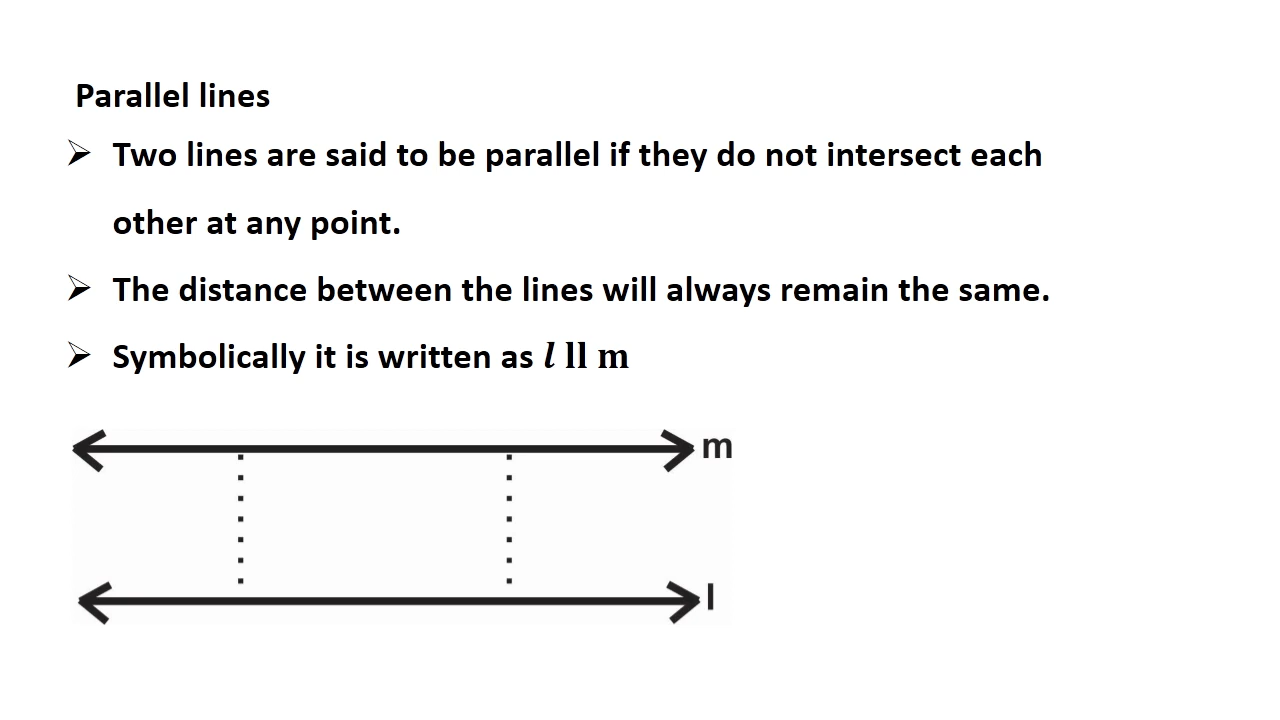 Parallel lines
➢ Two lines are said to be parallel if they do not intersect each
other at any point.
➢ The distance between the lines will always remain the same.
➢ Symbolically it is written as l ll m
m
l